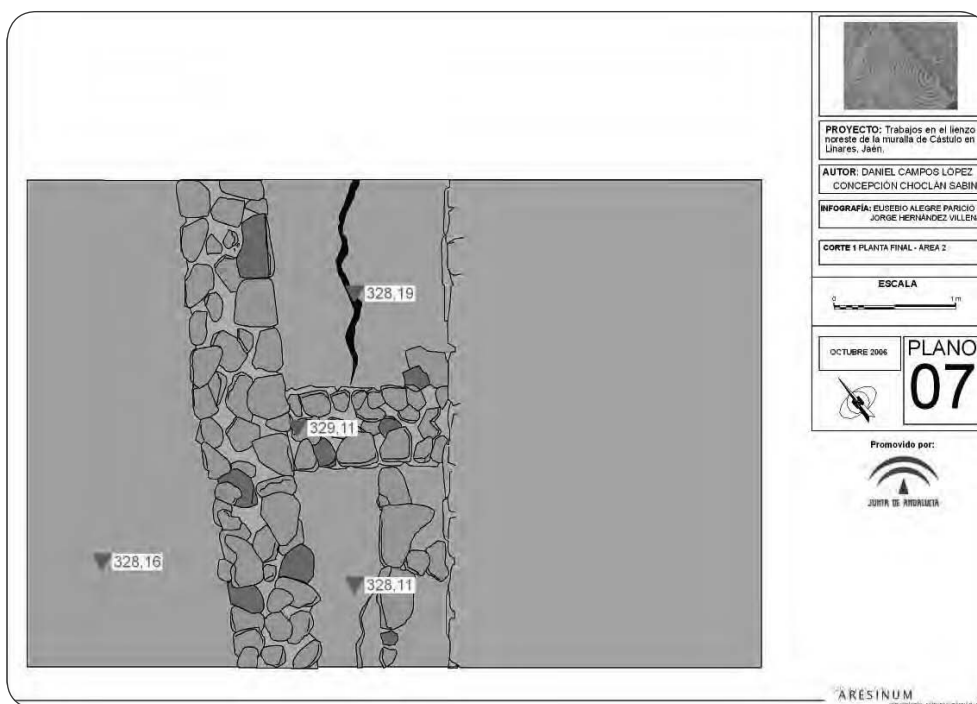 328,19
329,11
328,16
328,11
PROYECTO: Trabajos en el lienzo
noreste de la muralla de Cástulo en
Linares, Jaén.
AUTOR: DANIEL CAMPOS LÓPEZ
CONCEPCIÓN CHOCLÁN SABIN
INFOGRAFÍA: EUSEBIO ALEGRE PARICIO
JORGE HERNÁNDEZ VILLENA
CORTE 1 PLANTA FINAL - AREA 2
ESCALA
0 1 m
OCTUBRE 2006
PLANO
07
Promovido por:
JUNTA DE ANDALUCIA
ARESINUM